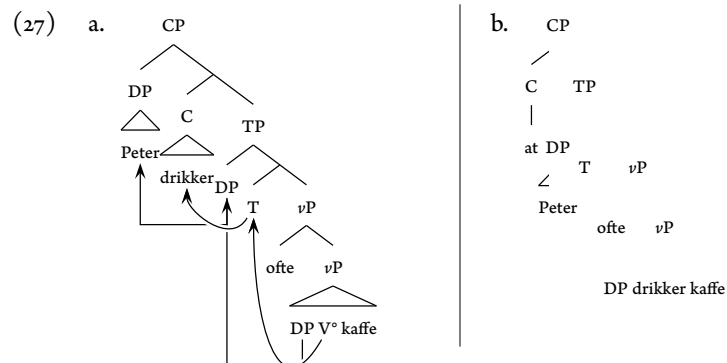 (27) a. CP
DP
C
TP
Peter
drikker DP
T vP
ofte vP
DP V° kaffe
b. CP
C TP
at DP
T vP
Peter
ofte vP
DP drikker kaffe